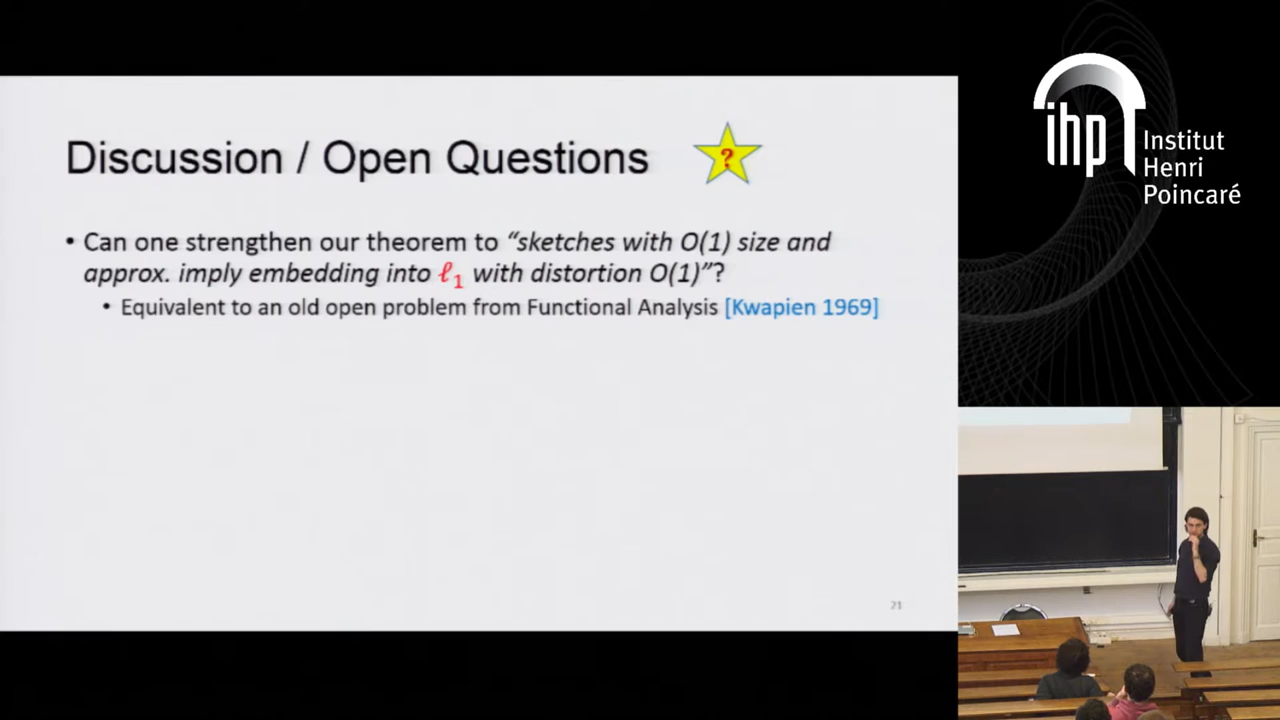 Discussion / Open Questions
?
• Can one strengthen our theorem to “sketches with O(1) size and
approx. imply embedding into ℓ₁ with distortion O(1)”?
• Equivalent to an old open problem from Functional Analysis [Kwapien 1969]
21
ihp
Institut
Henri
Poincaré